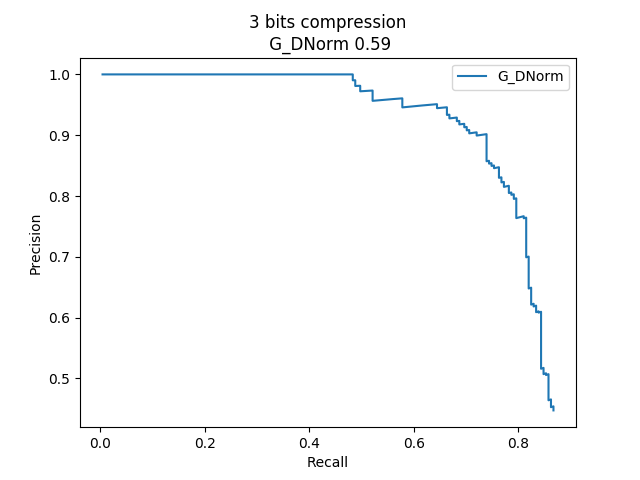 3 bits compression
G_DNorm 0.59
G_DNorm
1.0
0.9
0.8
0.7
0.6
0.5
Precision
0.0 0.2 0.4 0.6 0.8
Recall